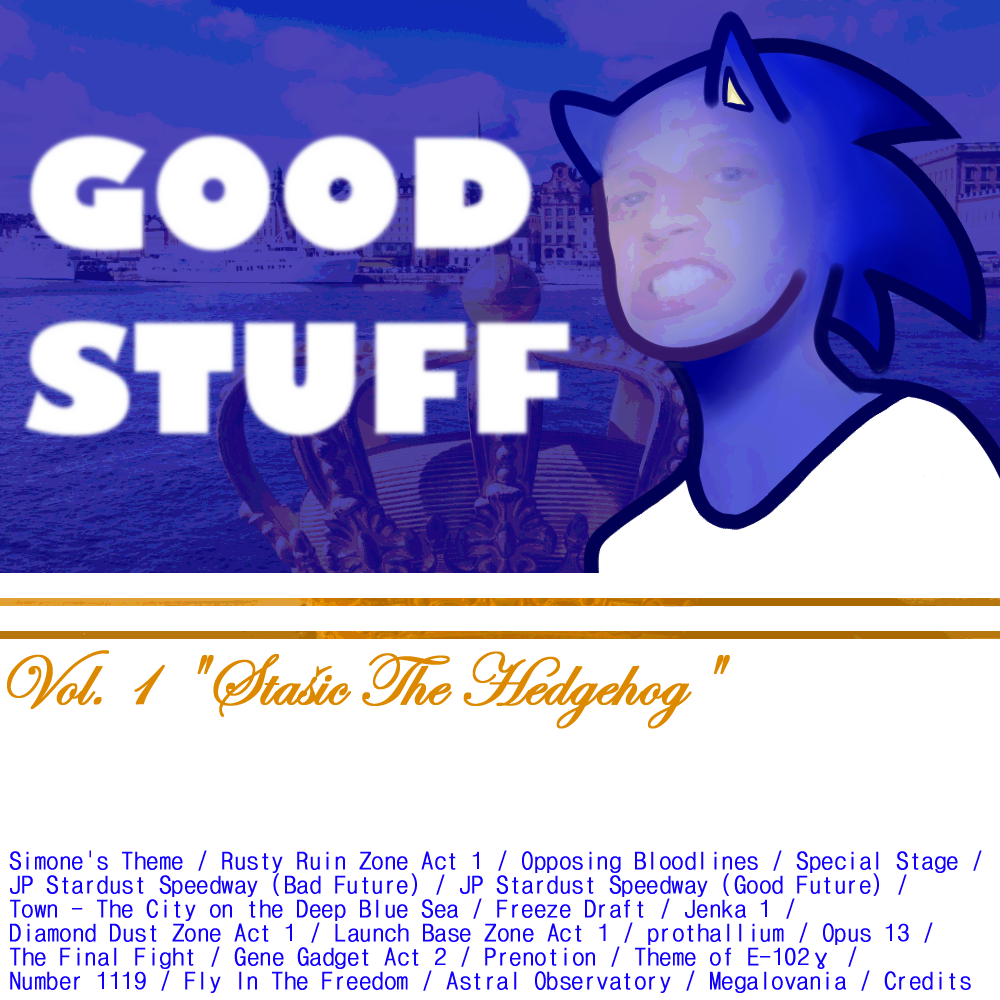 GOOD
STUFF
Vol. 1 "Stašic The Hedgehog "
Simone's Theme / Rusty Ruin Zone Act 1 / Opposing Bloodlines / Special Stage /
JP Stardust Speedway (Bad Future) / JP Stardust Speedway (Good Future) /
Town - The City on the Deep Blue Sea / Freeze Draft / Jenka 1 /
Diamond Dust Zone Act 1 / Launch Base Zone Act 1 / prothallium / Opus 13 /
The Final Fight / Gene Gadget Act 2 / Prenotion / Theme of E-102γ /
Number 1119 / Fly In The Freedom / Astral Observatory / Megalovania / Credits